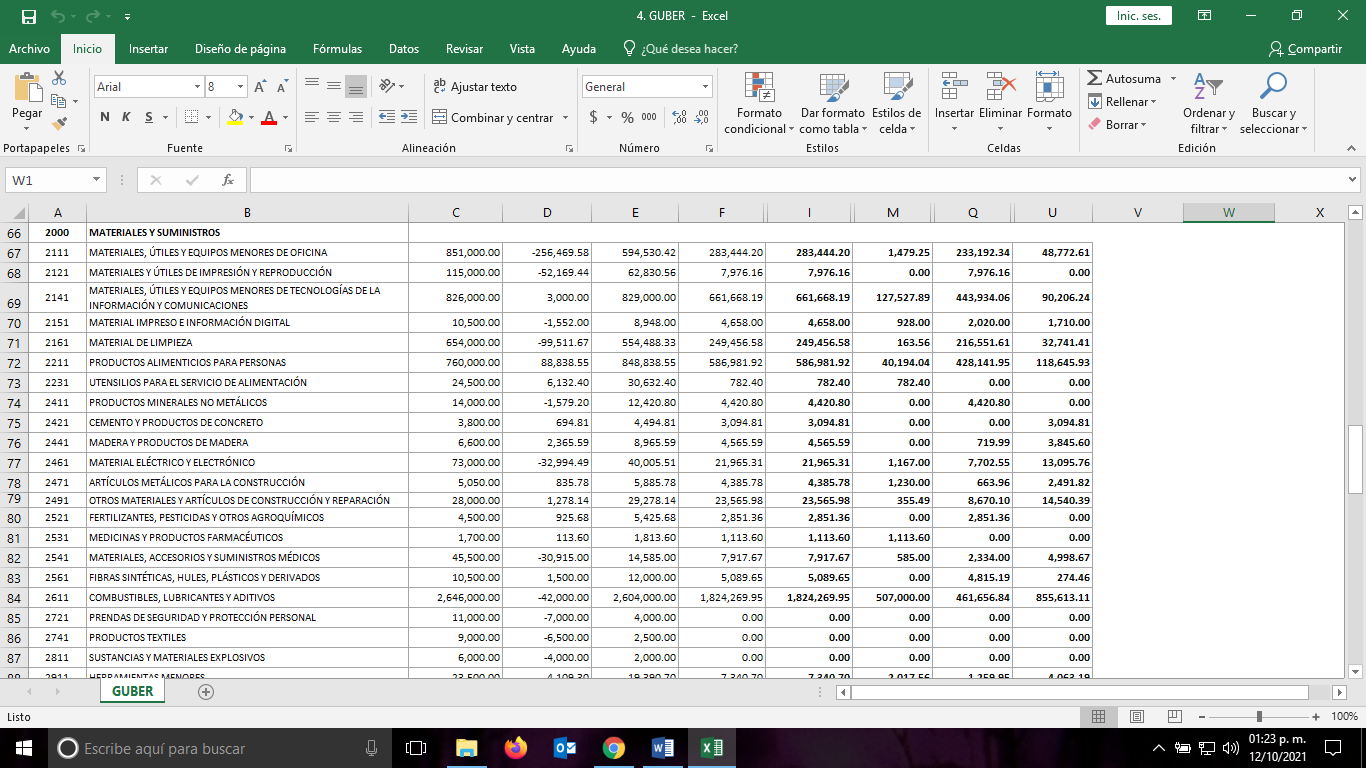 4. GUBER - Excel
Inic. ses.
Archivo Inicio Insertar Diseño de página Fórmulas Datos Revisar Vista Ayuda ¿Qué desea hacer? Compartir
Pegar
Portapapeles
Arial 8
N K S
Fuente
Ajustar texto
Combinar y centrar
Alineación
General
$ % 000
Número
Formato condicional
Dar formato como tabla
Estilos de celda
Estilos
Insertar Eliminar Formato
Celdas
Autosuma
Rellenar
Borrar
Ordenar y filtrar
Buscar y seleccionar
Edición
W1 fx
A B C D E F I M Q U V W X
66 2000 MATERIALES Y SUMINISTROS
67 2111 MATERIALES, ÚTILES Y EQUIPOS MENORES DE OFICINA 851,000.00 -256,469.58 594,530.42 283,444.20 283,444.20 1,479.25 233,192.34 48,772.61
68 2121 MATERIALES Y ÚTILES DE IMPRESIÓN Y REPRODUCCIÓN 115,000.00 -52,169.44 62,830.56 7,976.16 7,976.16 0.00 7,976.16 0.00
69 2141 MATERIALES, ÚTILES Y EQUIPOS MENORES DE TECNOLOGÍAS DE LA
INFORMACIÓN Y COMUNICACIONES 826,000.00 3,000.00 829,000.00 661,668.19 661,668.19 127,527.89 443,934.06 90,206.24
70 2151 MATERIAL IMPRESO E INFORMACIÓN DIGITAL 10,500.00 -1,552.00 8,948.00 4,658.00 4,658.00 928.00 2,020.00 1,710.00
71 2161 MATERIAL DE LIMPIEZA 654,000.00 -99,511.67 554,488.33 249,456.58 249,456.58 163.56 216,551.61 32,741.41
72 2211 PRODUCTOS ALIMENTICIOS PARA PERSONAS 760,000.00 88,838.55 848,838.55 586,981.92 586,981.92 40,194.04 428,141.95 118,645.93
73 2231 UTENSILIOS PARA EL SERVICIO DE ALIMENTACIÓN 24,500.00 6,132.40 30,632.40 782.40 782.40 782.40 0.00 0.00
74 2411 PRODUCTOS MINERALES NO METÁLICOS 14,000.00 -1,579.20 12,420.80 4,420.80 4,420.80 0.00 4,420.80 0.00
75 2421 CEMENTO Y PRODUCTOS DE CONCRETO 3,800.00 694.81 4,494.81 3,094.81 3,094.81 0.00 0.00 3,094.81
76 2441 MADERA Y PRODUCTOS DE MADERA 6,600.00 2,365.59 8,965.59 4,565.59 4,565.59 0.00 719.99 3,845.60
77 2461 MATERIAL ELÉCTRICO Y ELECTRÓNICO 73,000.00 -32,994.49 40,005.51 21,965.31 21,965.31 1,167.00 7,702.55 13,095.76
78 2471 ARTÍCULOS METÁLICOS PARA LA CONSTRUCCIÓN 5,050.00 835.78 5,885.78 4,385.78 4,385.78 1,230.00 663.96 2,491.82
79 2491 OTROS MATERIALES Y ARTÍCULOS DE CONSTRUCCIÓN Y REPARACIÓN 28,000.00 1,278.14 29,278.14 23,565.98 23,565.98 355.49 8,670.10 14,540.39
80 2521 FERTILIZANTES, PESTICIDAS Y OTROS AGROQUÍMICOS 4,500.00 925.68 5,425.68 2,851.36 2,851.36 0.00 2,851.36 0.00
81 2531 MEDICINAS Y PRODUCTOS FARMACÉUTICOS 1,700.00 113.60 1,813.60 1,113.60 1,113.60 1,113.60 0.00 0.00
82 2541 MATERIALES, ACCESORIOS Y SUMINISTROS MÉDICOS 45,500.00 -30,915.00 14,585.00 7,917.67 7,917.67 585.00 2,334.00 4,998.67
83 2561 FIBRAS SINTÉTICAS, HULES, PLÁSTICOS Y DERIVADOS 10,500.00 1,500.00 12,000.00 5,089.65 5,089.65 0.00 4,815.19 274.46
84 2611 COMBUSTIBLES, LUBRICANTES Y ADITIVOS 2,646,000.00 -42,000.00 2,604,000.00 1,824,269.95 1,824,269.95 507,000.00 461,656.84 855,613.11
85 2721 PRENDAS DE SEGURIDAD Y PROTECCIÓN PERSONAL 11,000.00 -7,000.00 4,000.00 0.00 0.00 0.00 0.00 0.00
86 2741 PRODUCTOS TEXTILES 9,000.00 -6,500.00 2,500.00 0.00 0.00 0.00 0.00 0.00
87 2811 SUSTANCIAS Y MATERIALES EXPLOSIVOS 6,000.00 -4,000.00 2,000.00 0.00 0.00 0.00 0.00 0.00
88 2911 HERRAMIENTAS MENORES 23,500.00 -4,109.30 19,390.70 7,340.70 7,340.70 2,017.56 1,259.95 4,063.19
GUBER
Listo 100%
Escribe aquí para buscar
01:23 p. m.
12/10/2021